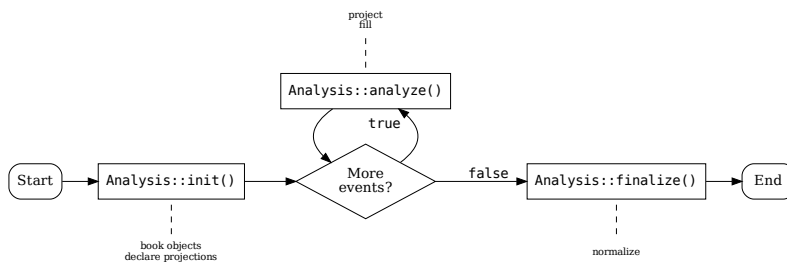 project
fill
Analysis::analyze()
true
Start
Analysis::init()
More
events?
false
Analysis::finalize()
End
book objects
declare projections
normalize